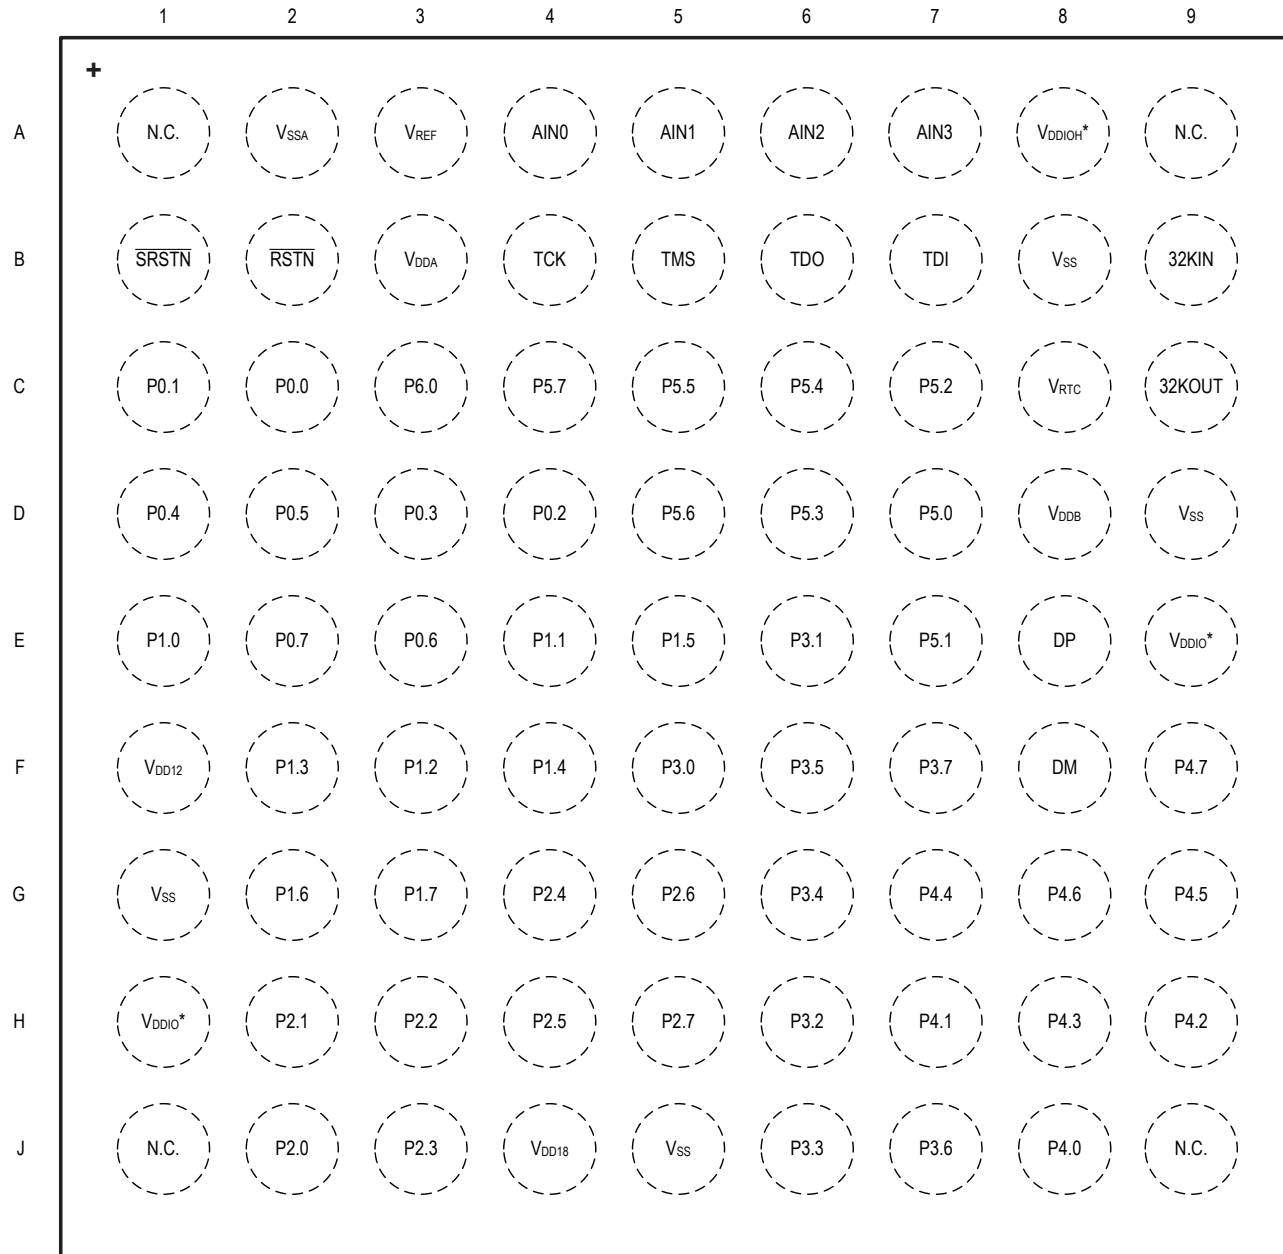 1 2 3 4 5 6 7 8 9
+
A N.C. VSSA VREF AIN0 AIN1 AIN2 AIN3 VDDIOH* N.C.
B SRSTN RSTN VDDA TCK TMS TDO TDI VSS 32KIN
C P0.1 P0.0 P6.0 P5.7 P5.5 P5.4 P5.2 VRTC 32KOUT
D P0.4 P0.5 P0.3 P0.2 P5.6 P5.3 P5.0 VDDB VSS
E P1.0 P0.7 P0.6 P1.1 P1.5 P3.1 P5.1 DP VDDIO*
F VDD12 P1.3 P1.2 P1.4 P3.0 P3.5 P3.7 DM P4.7
G VSS P1.6 P1.7 P2.4 P2.6 P3.4 P4.4 P4.6 P4.5
H VDDIO* P2.1 P2.2 P2.5 P2.7 P3.2 P4.1 P4.3 P4.2
J N.C. P2.0 P2.3 VDD18 VSS P3.3 P3.6 P4.0 N.C.